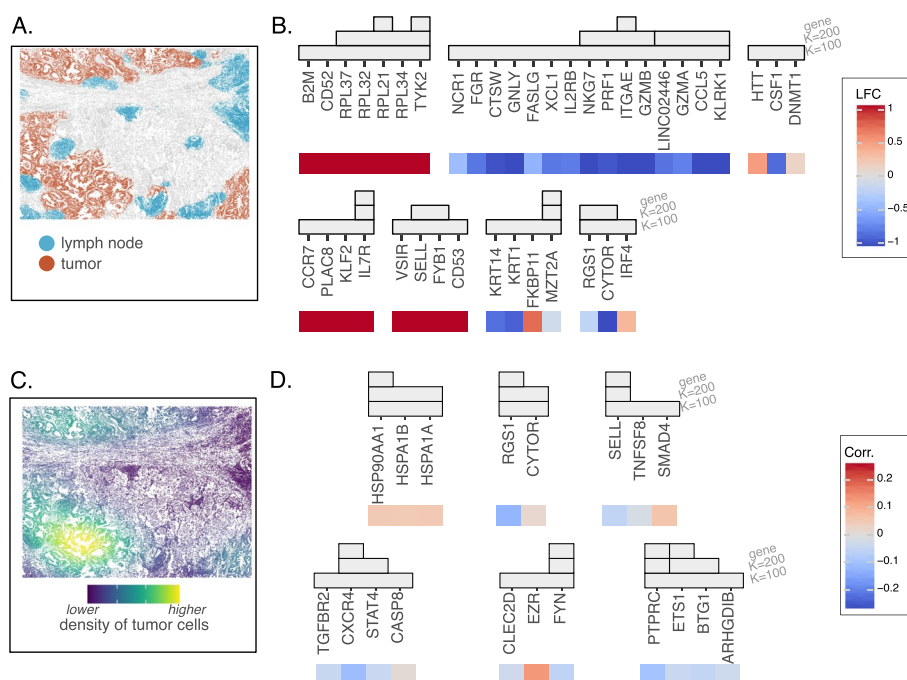 A.
lymph node
tumor
B.
gene
K=200
K=100
B2M
CD52
RPL37
RPL32
RPL21
RPL34
TYK2
NCR1
FGR
CTSW
GNLY
FASLG
XCL1
IL2RB
NKG7
PRF1
ITGAE
GZMB
LINC02446
GZMA
CCL5
KLRK1
HTT
CSF1
DNMT1
gene
K=200
K=100
CCR7
PLAC8
KLF2
IL7R
VSIR
SELL
FYB1
CD53
KRT14
KRT1
FKBP11
MZT2A
RGS1
CYTOR
IRF4
LFC
1
0.5
0
−0.5
−1
C.
lower
higher
density of tumor cells
D.
gene
K=200
K=100
HSP90AA1
HSPA1B
HSPA1A
RGS1
CYTOR
SELL
TNFSF8
SMAD4
gene
K=200
K=100
TGFBR2
CXCR4
STAT4
CASP8
CLEC2D
EZR
FYN
PTPRC
ETS1
BTG1
ARHGDIB
Corr.
0.2
0.1
0
−0.1
−0.2